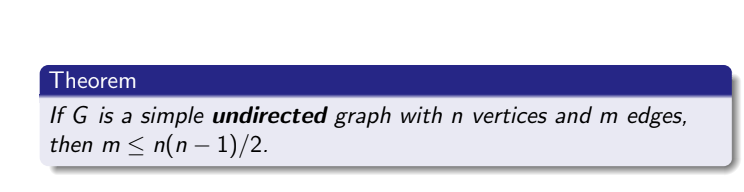 Theorem
If G is a simple undirected graph with n vertices and m edges,
then m ≤ n(n − 1)/2.